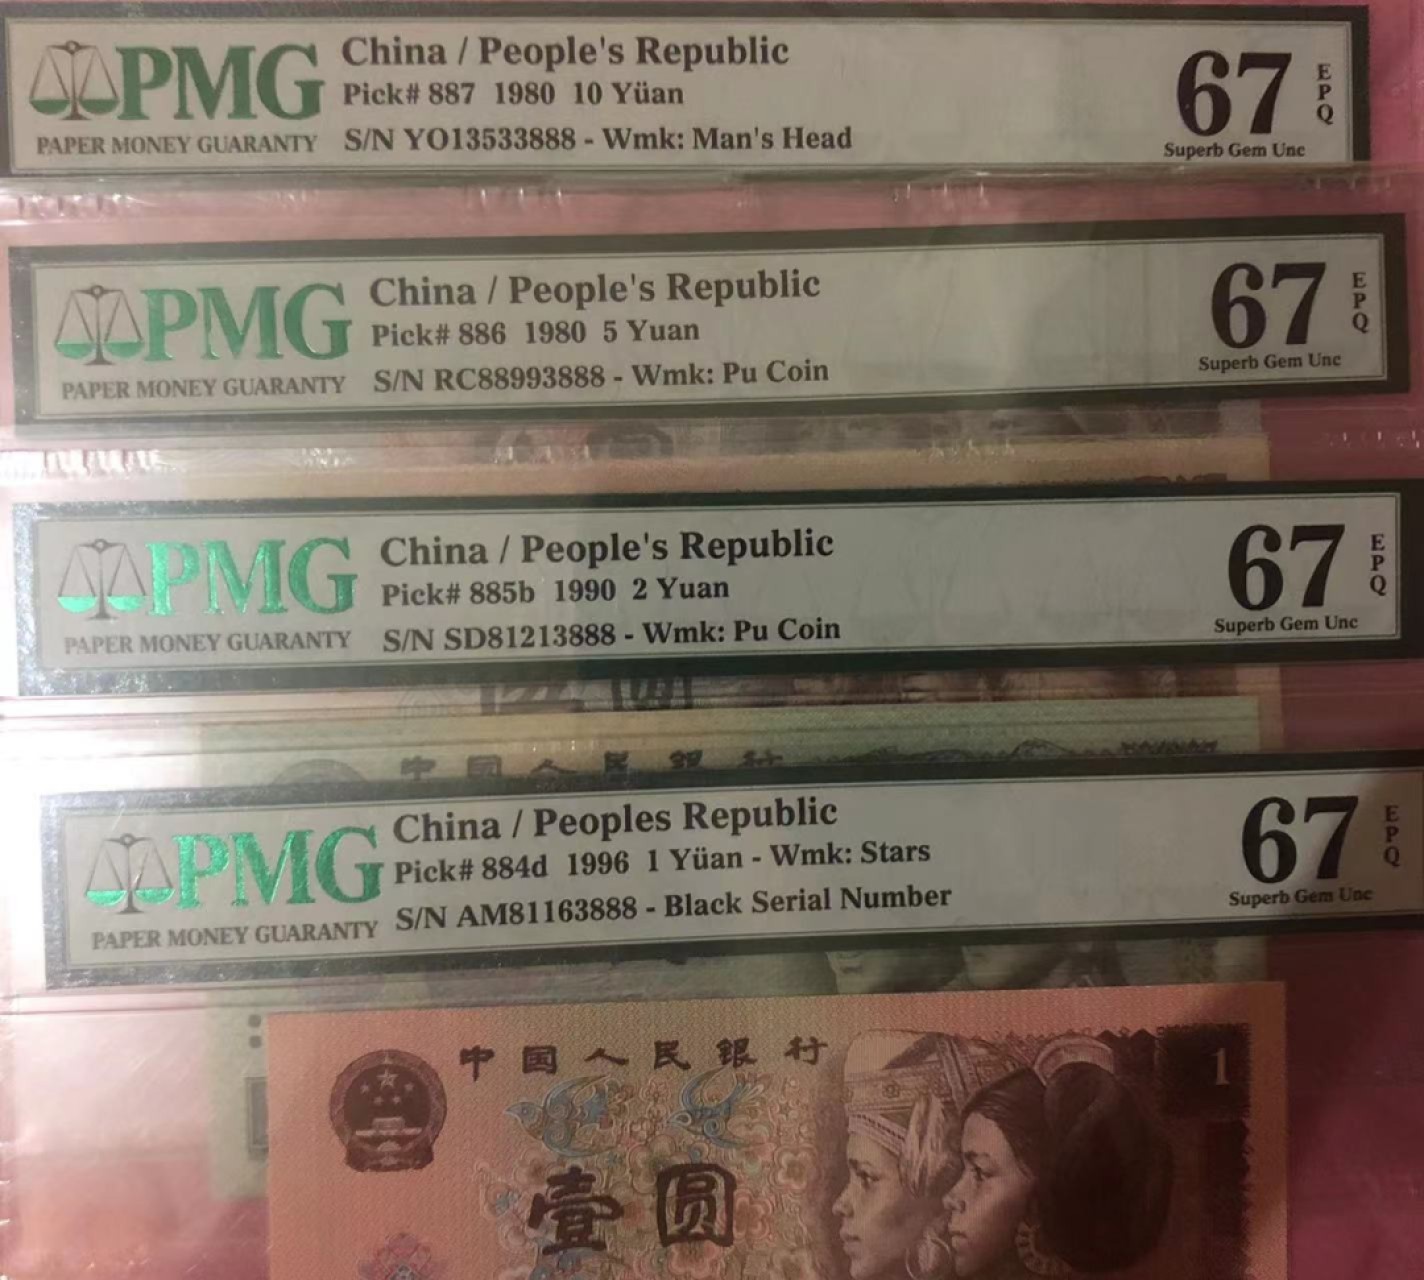 PMG
PAPER MONEY GUARANTY
China / People's Republic
Pick# 887 1980 10 Yüan
S/N YO13533888 - Wmk: Man's Head
67
EPQ
Superb Gem Unc
PMG
PAPER MONEY GUARANTY
China / People's Republic
Pick# 886 1980 5 Yuan
S/N RC88993888 - Wmk: Pu Coin
67
EPQ
Superb Gem Unc
PMG
PAPER MONEY GUARANTY
China / People's Republic
Pick# 885b 1990 2 Yuan
S/N SD81213888 - Wmk: Pu Coin
67
EPQ
Superb Gem Unc
中国人民银行
PMG
PAPER MONEY GUARANTY
China / Peoples Republic
Pick# 884d 1996 1 Yüan - Wmk: Stars
S/N AM81163888 - Black Serial Number
67
EPQ
Superb Gem Unc
中国人民银行
1
壹圆